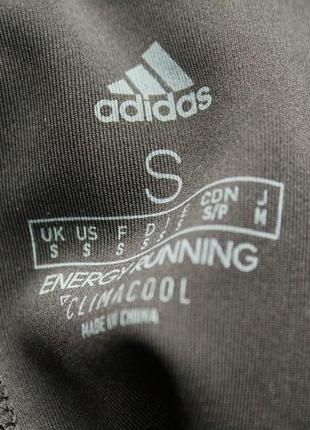 adidas
S
UK US F D E CDN J
S S S S S S/P M
ENERGY RUNNING
CLIMACOOL
MADE IN CHINA